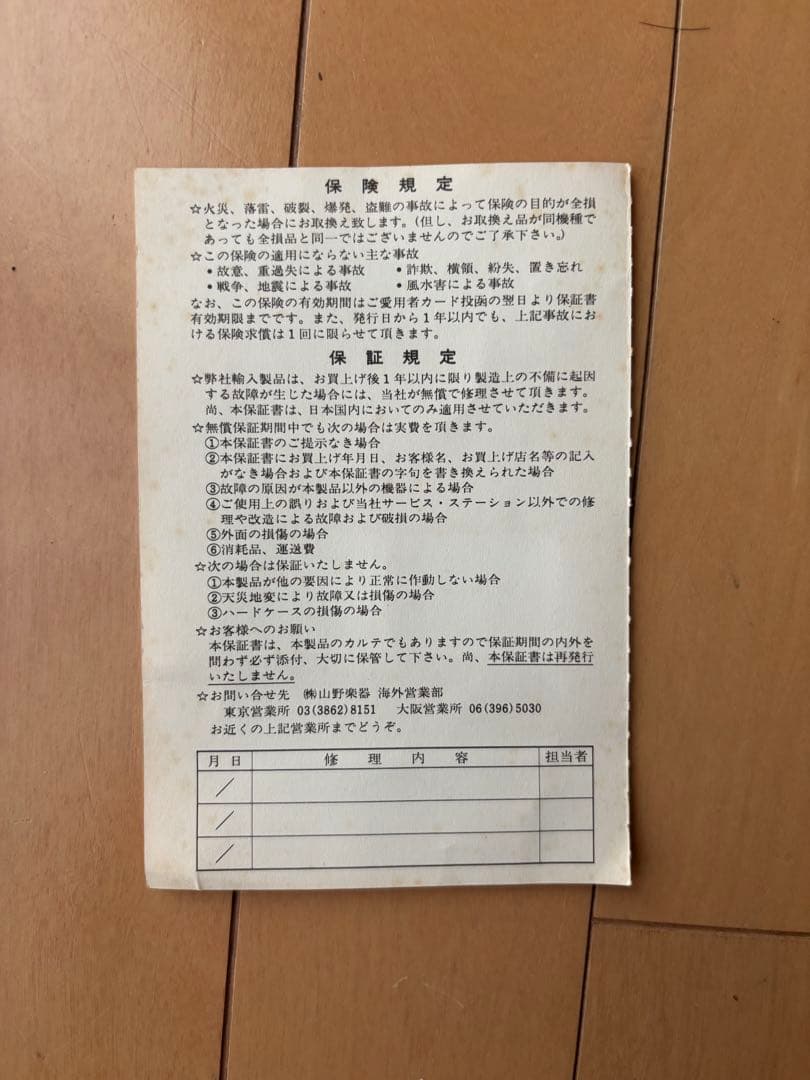 保険規定
☆火災、落雷、破裂、爆発、盗難の事故によって保険の目的が全損
となった場合にお取換え致します。(但し、お取換え品が同機種で
あっても全損品と同一ではございませんのでご了承下さい。)
☆この保険の適用にならない主な事故
・故意、重過失による事故 ・詐欺、横領、紛失、置き忘れ
・戦争、地震による事故 ・風水害による事故
なお、この保険の有効期間はご愛用者カード投函の翌日より保証書
有効期限までです。また、発行日から1年以内でも、上記事故にお
ける保険求償は1回に限らせて頂きます。
保証規定
☆弊社輸入製品は、お買上げ後1年以内に限り製造上の不備に起因
する故障が生じた場合には、当社が無償で修理させて頂きます。
尚、本保証書は、日本国内においてのみ適用させていただきます。
☆無償保証期間中でも次の場合は実費を頂きます。
①本保証書のご提示なき場合
②本保証書にお買上げ年月日、お客様名、お買上げ店名等の記入
がなき場合および本保証書の字句を書き換えられた場合
③故障の原因が本製品以外の機器による場合
④ご使用上の誤りおよび当社サービス・ステーション以外での修
理や改造による故障および破損の場合
⑤外面の損傷の場合
⑥消耗品、運送費
☆次の場合は保証いたしません。
①本製品が他の要因により正常に作動しない場合
②天災地変により故障又は損傷の場合
③ハードケースの損傷の場合
☆お客様へのお願い
本保証書は、本製品のカルテでもありますので保証期間の内外を
問わず必ず添付、大切に保管して下さい。尚、本保証書は再発行
いたしません。
☆お問い合せ先 ㈱山野楽器 海外営業部
東京営業所 03(3862)8151 大阪営業所 06(396)5030
お近くの上記営業所までどうぞ。
月日 修理内容 担当者
/
/
/